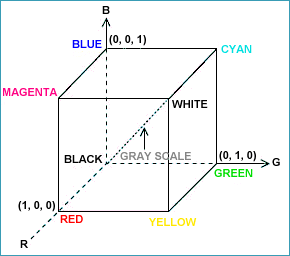 B
BLUE (0, 0, 1)
CYAN
MAGENTA
WHITE
BLACK GRAY SCALE
(0, 1, 0) G
GREEN
(1, 0, 0)
RED YELLOW
R